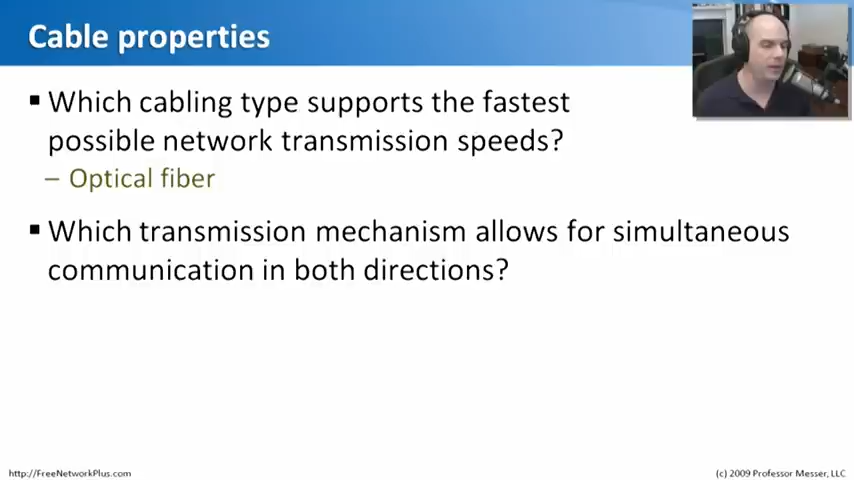 Cable properties
▪ Which cabling type supports the fastest
possible network transmission speeds?
– Optical fiber
▪ Which transmission mechanism allows for simultaneous
communication in both directions?
http://FreeNetworkPlus.com
(c) 2009 Professor Messer, LLC